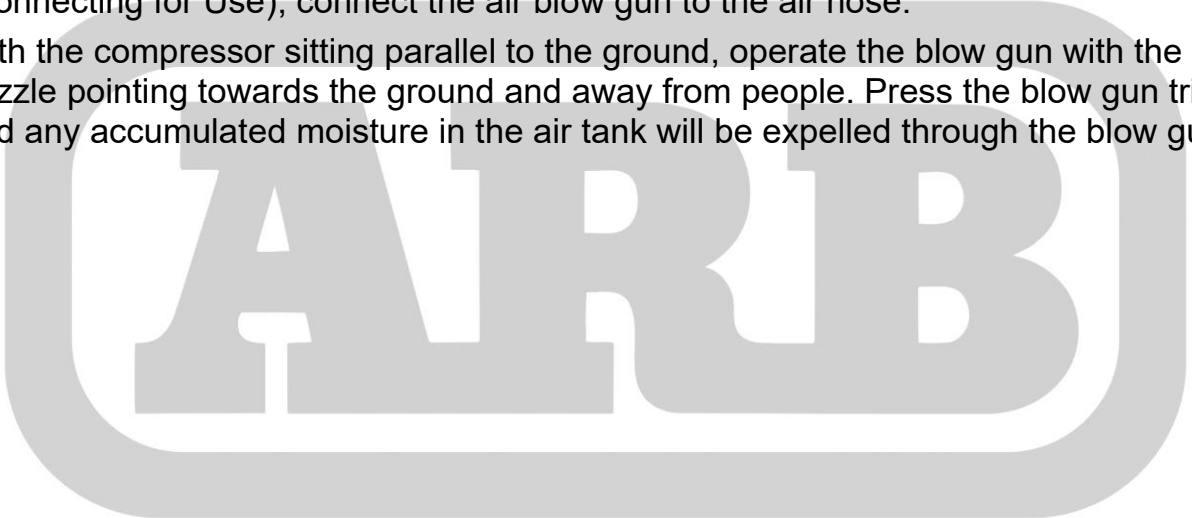 onnecting for Use), connect the air blow gun to the air hose.
th the compressor sitting parallel to the ground, operate the blow gun with the
zzle pointing towards the ground and away from people. Press the blow gun tri
d any accumulated moisture in the air tank will be expelled through the blow gu
ARB